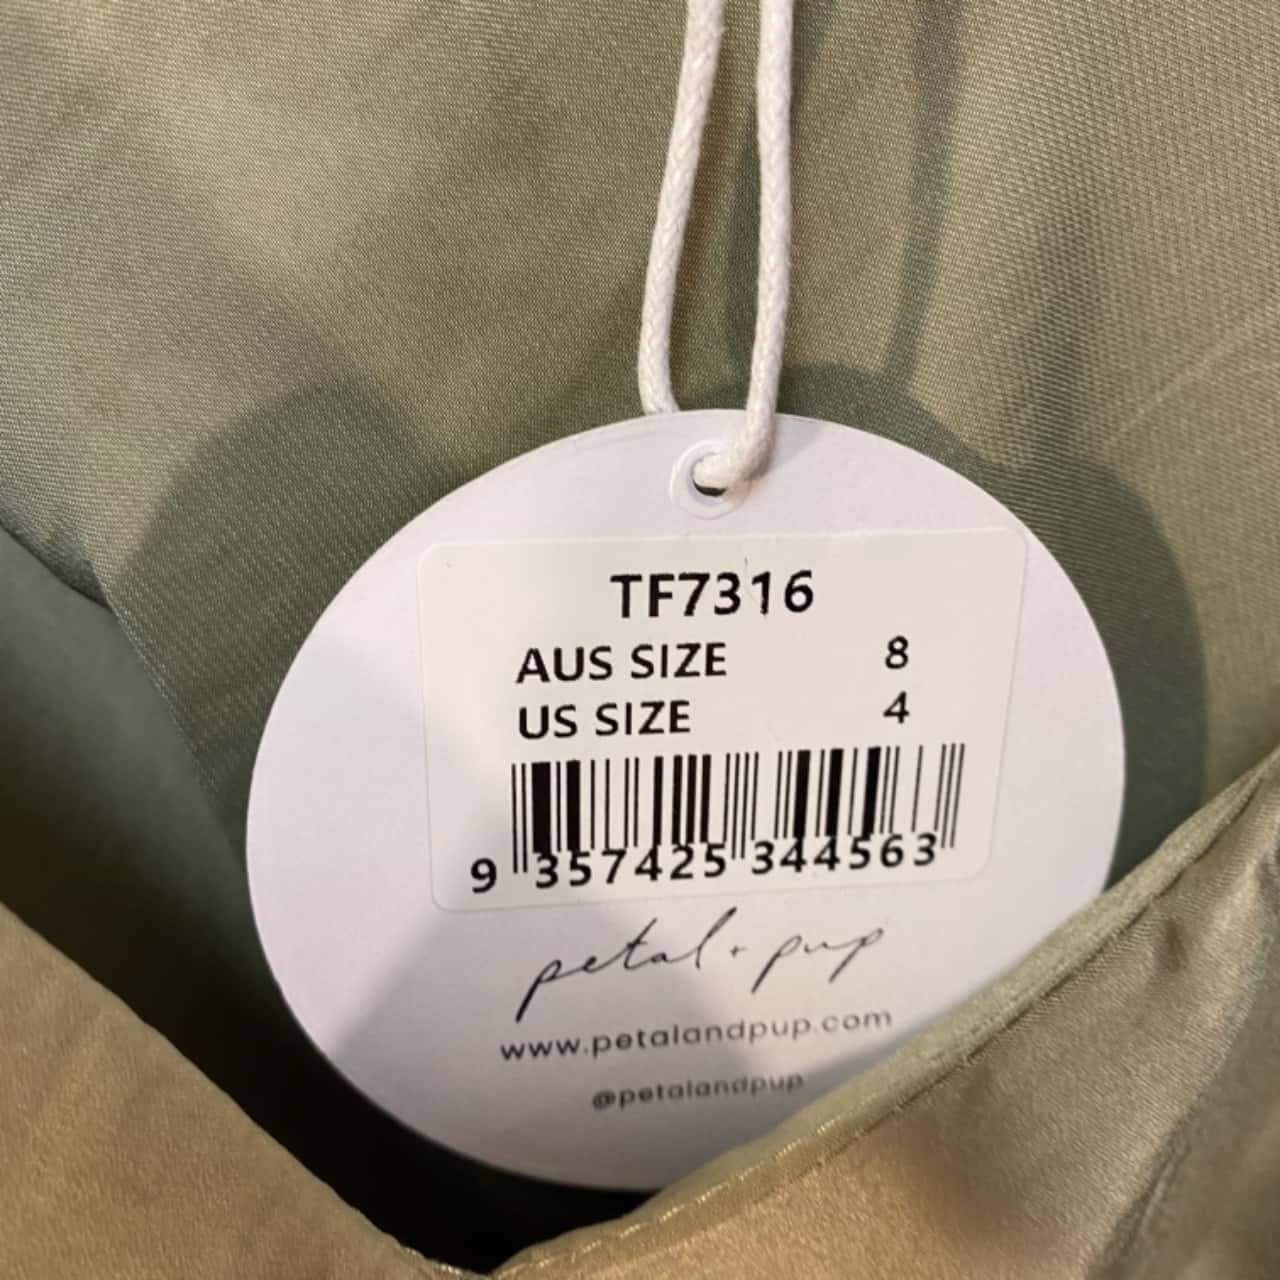 TF7316
AUS SIZE 8
US SIZE 4
9 357425 344563
petal + pup
www.petalandpup.com
@petalandpup